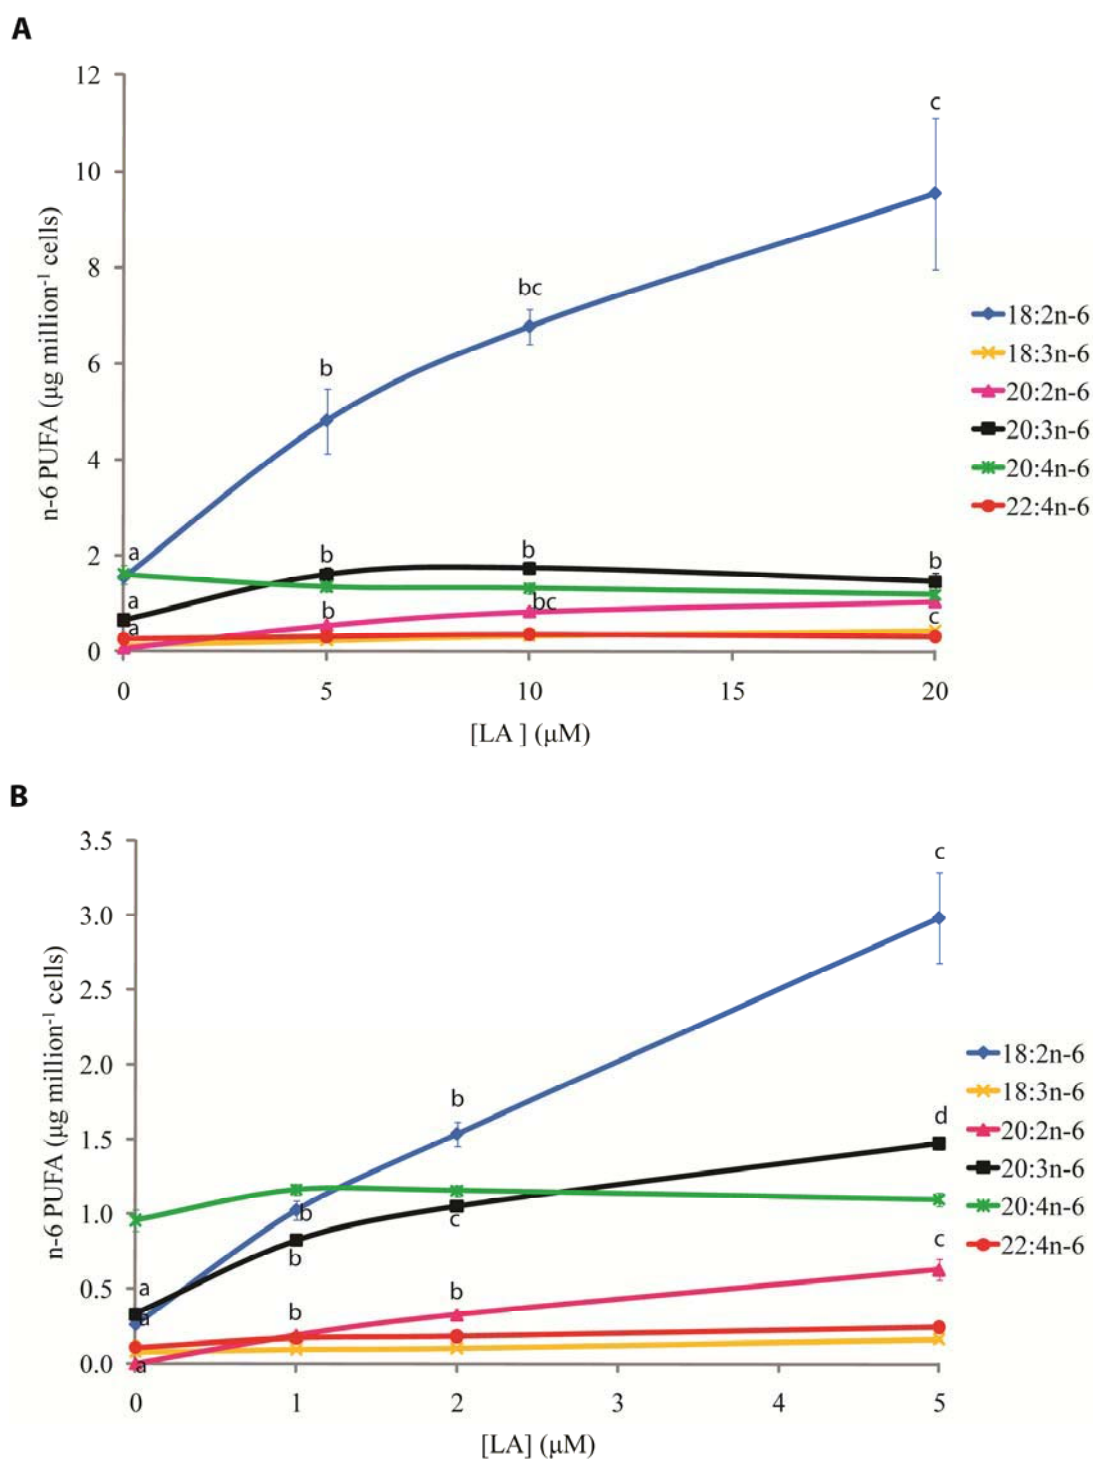 A
12
10
8
6
4
2
0
n-6 PUFA (µg million⁻¹ cells)
a
a
a
b
b
b
bc
b
bc
c
b
c
0 5 10 15 20
[LA ] (µM)
18:2n-6
18:3n-6
20:2n-6
20:3n-6
20:4n-6
22:4n-6
B
3.5
3.0
2.5
2.0
1.5
1.0
0.5
0.0
n-6 PUFA (µg million⁻¹ cells)
a
a
a
b
b
b
b
c
b
c
d
c
0 1 2 3 4 5
[LA] (µM)
18:2n-6
18:3n-6
20:2n-6
20:3n-6
20:4n-6
22:4n-6